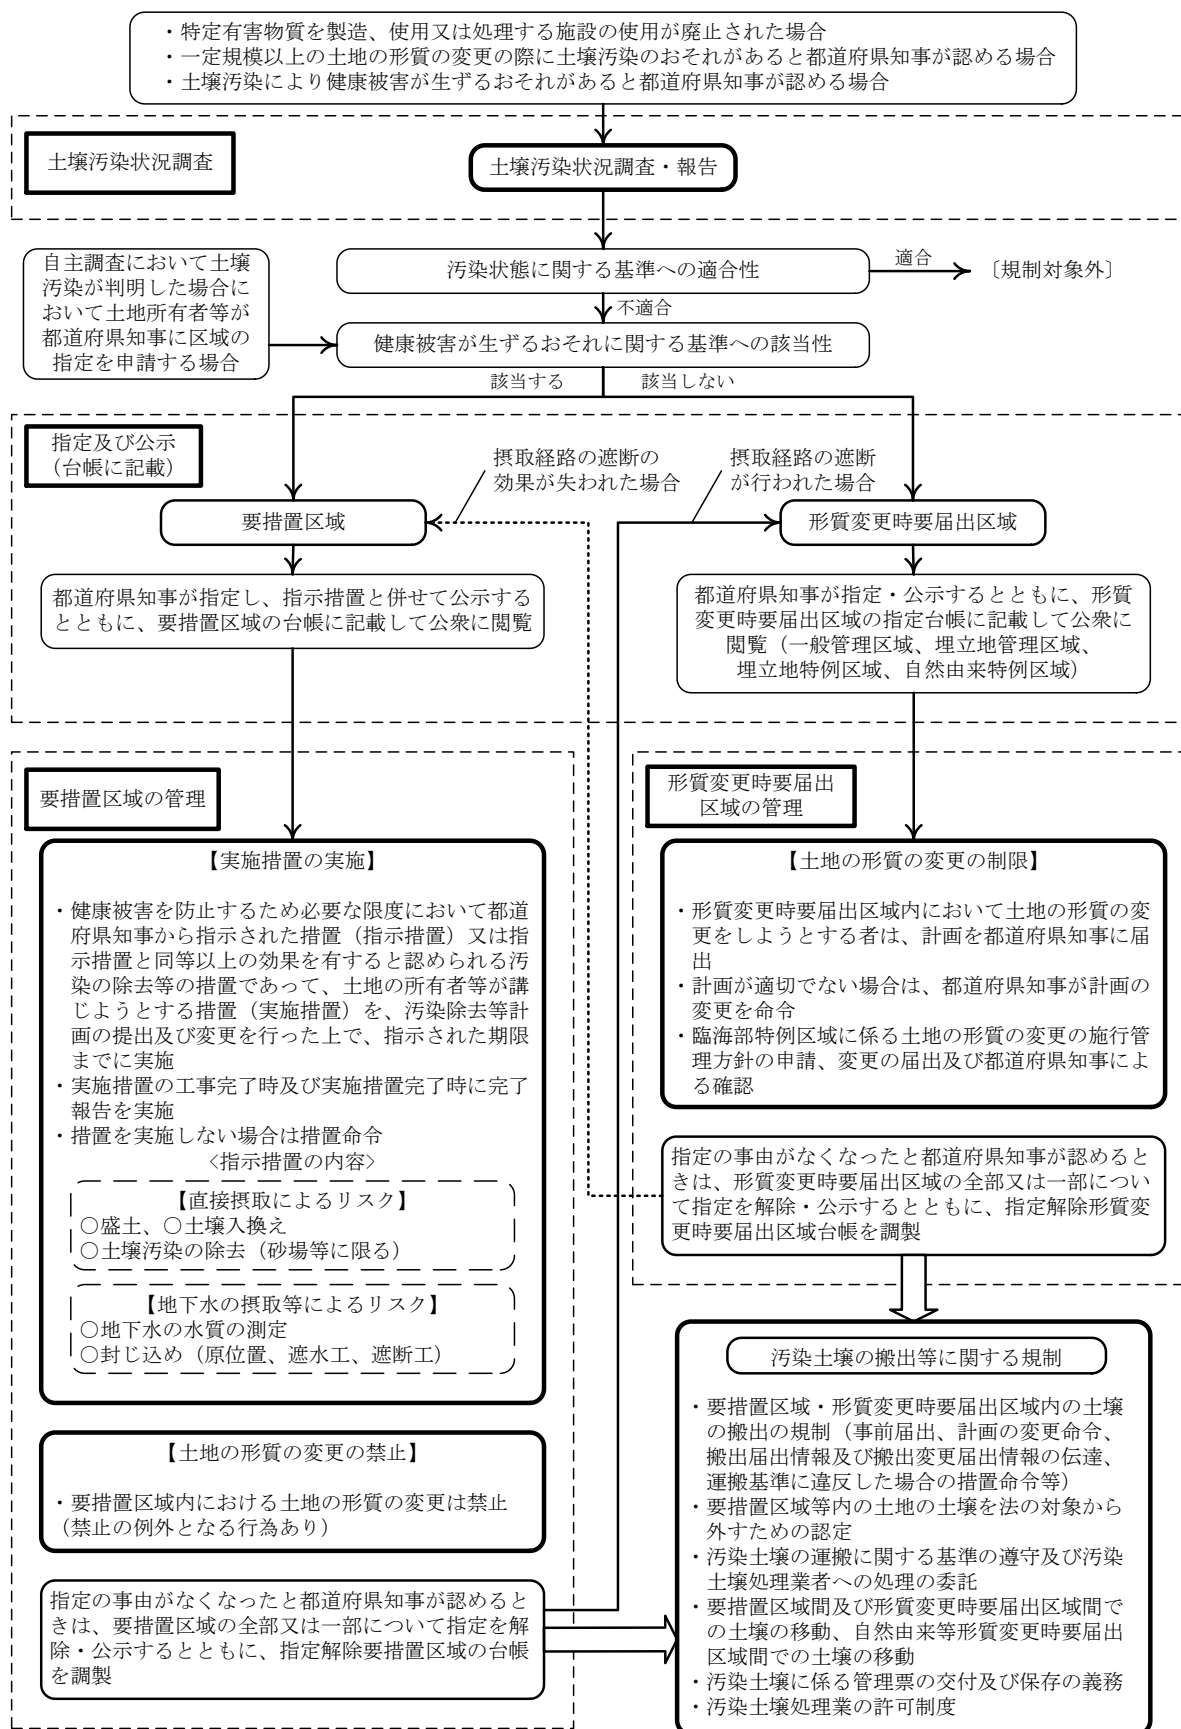 ・特定有害物質を製造、使用又は処理する施設の使用が廃止された場合
・一定規模以上の土地の形質の変更の際に土壌汚染のおそれがあると都道府県知事が認める場合
・土壌汚染により健康被害が生ずるおそれがあると都道府県知事が認める場合
土壌汚染状況調査
土壌汚染状況調査・報告
自主調査において土壌
汚染が判明した場合に
おいて土地所有者等が
都道府県知事に区域の
指定を申請する場合
汚染状態に関する基準への適合性
適合
〔規制対象外〕
不適合
健康被害が生ずるおそれに関する基準への該当性
該当する
該当しない
指定及び公示
（台帳に記載）
摂取経路の遮断の
効果が失われた場合
摂取経路の遮断
が行われた場合
要措置区域
形質変更時要届出区域
都道府県知事が指定し、指示措置と併せて公示する
とともに、要措置区域の台帳に記載して公衆に閲覧
都道府県知事が指定・公示するとともに、形質
変更時要届出区域の指定台帳に記載して公衆に
閲覧（一般管理区域、埋立地管理区域、
埋立地特例区域、自然由来特例区域）
要措置区域の管理
【実施措置の実施】
・健康被害を防止するため必要な限度において都道
府県知事から指示された措置（指示措置）又は指
示措置と同等以上の効果を有すると認められる汚
染の除去等の措置であって、土地の所有者等が講
じようとする措置（実施措置）を、汚染除去等計
画の提出及び変更を行った上で、指示された期限
までに実施
・実施措置の工事完了時及び実施措置完了時に完了
報告を実施
・措置を実施しない場合は措置命令
〈指示措置の内容〉
【直接摂取によるリスク】
○盛土、○土壌入換え
○土壌汚染の除去（砂場等に限る）
【地下水の摂取等によるリスク】
○地下水の水質の測定
○封じ込め（原位置、遮水工、遮断工）
【土地の形質の変更の禁止】
・要措置区域内における土地の形質の変更は禁止
（禁止の例外となる行為あり）
指定の事由がなくなったと都道府県知事が認めると
きは、要措置区域の全部又は一部について指定を解
除・公示するとともに、指定解除要措置区域の台帳
を調製
形質変更時要届出
区域の管理
【土地の形質の変更の制限】
・形質変更時要届出区域内において土地の形質の変
更をしようとする者は、計画を都道府県知事に届
出
・計画が適切でない場合は、都道府県知事が計画の
変更を命令
・臨海部特例区域に係る土地の形質の変更の施行管
理方針の申請、変更の届出及び都道府県知事によ
る確認
指定の事由がなくなったと都道府県知事が認めると
きは、形質変更時要届出区域の全部又は一部につい
て指定を解除・公示するとともに、指定解除形質変
更時要届出区域台帳を調製
汚染土壌の搬出等に関する規制
・要措置区域・形質変更時要届出区域内の土壌
の搬出の規制（事前届出、計画の変更命令、
搬出届出情報及び搬出変更届出情報の伝達、
運搬基準に違反した場合の措置命令等）
・要措置区域等内の土地の土壌を法の対象から
外すための認定
・汚染土壌の運搬に関する基準の遵守及び汚染
土壌処理業者への処理の委託
・要措置区域間及び形質変更時要届出区域間で
の土壌の移動、自然由来等形質変更時要届出
区域間での土壌の移動
・汚染土壌に係る管理票の交付及び保存の義務
・汚染土壌処理業の許可制度